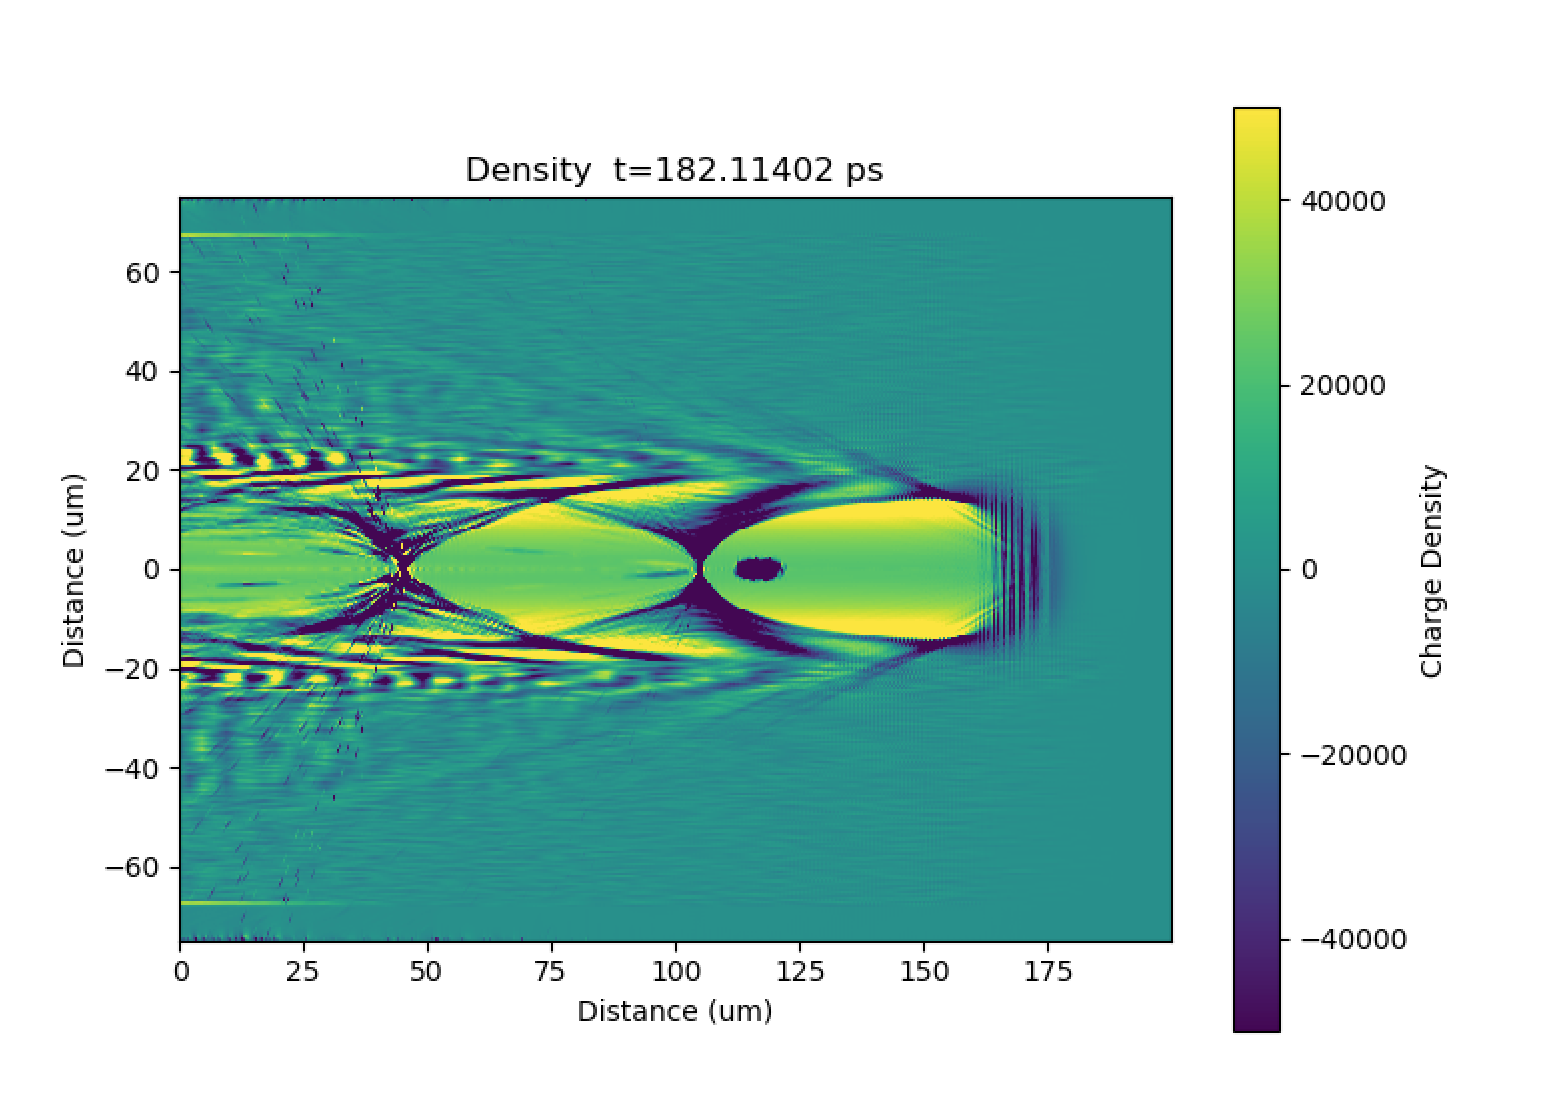 Density  t=182.11402 ps
60
40
20
0
−20
−40
−60
Distance (um)
0 25 50 75 100 125 150 175
Distance (um)
40000
20000
0
−20000
−40000
Charge Density